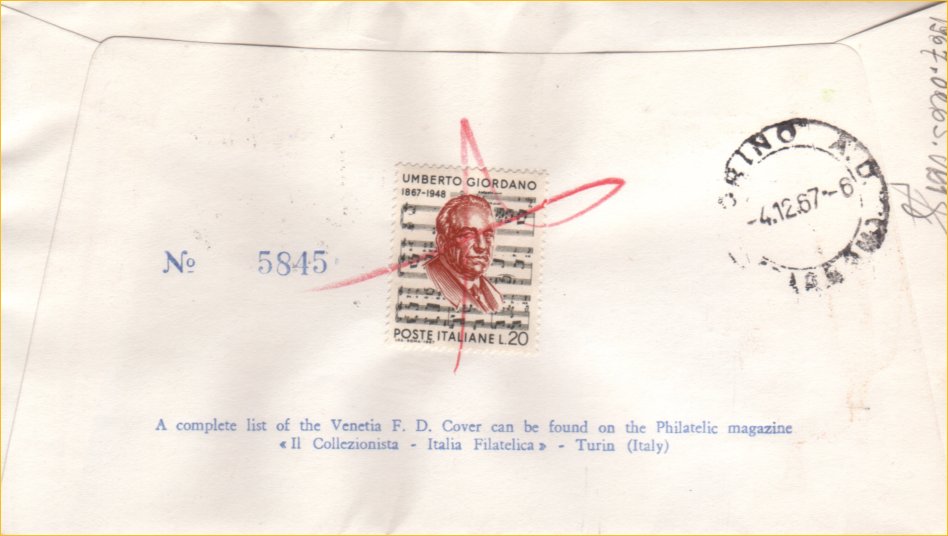 UMBERTO GIORDANO
1867-1948
POSTE ITALIANE L.20
Nº 5845
-4.12.67.-6
A complete list of the Venetia F. D. Cover can be found on the Philatelic magazine
«Il Collezionista - Italia Filatelica» - Turin (Italy)